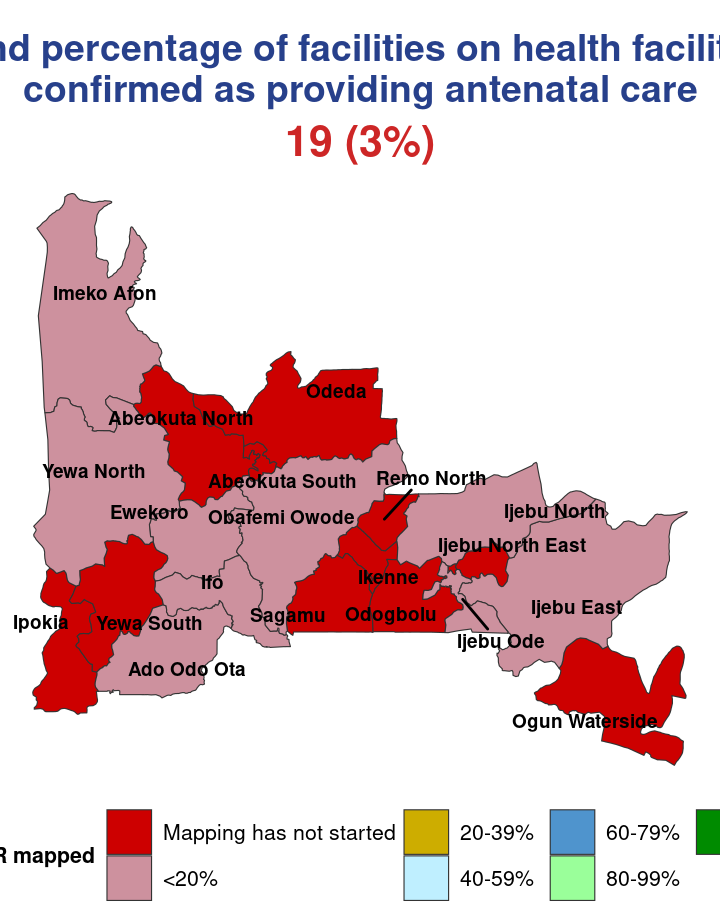 nd percentage of facilities on health facilit
confirmed as providing antenatal care
19 (3%)
Imeko Afon
Odeda
Abeokuta North
Yewa North
Abeokuta South
Remo North
Ewekoro
Obafemi Owode
Ijebu North
Ijebu North East
Ifo
Ikenne
Ipokia
Yewa South
Sagamu
Odogbolu
Ijebu East
Ijebu Ode
Ado Odo Ota
Ogun Waterside
R mapped
Mapping has not started
20-39%
60-79%
<20%
40-59%
80-99%